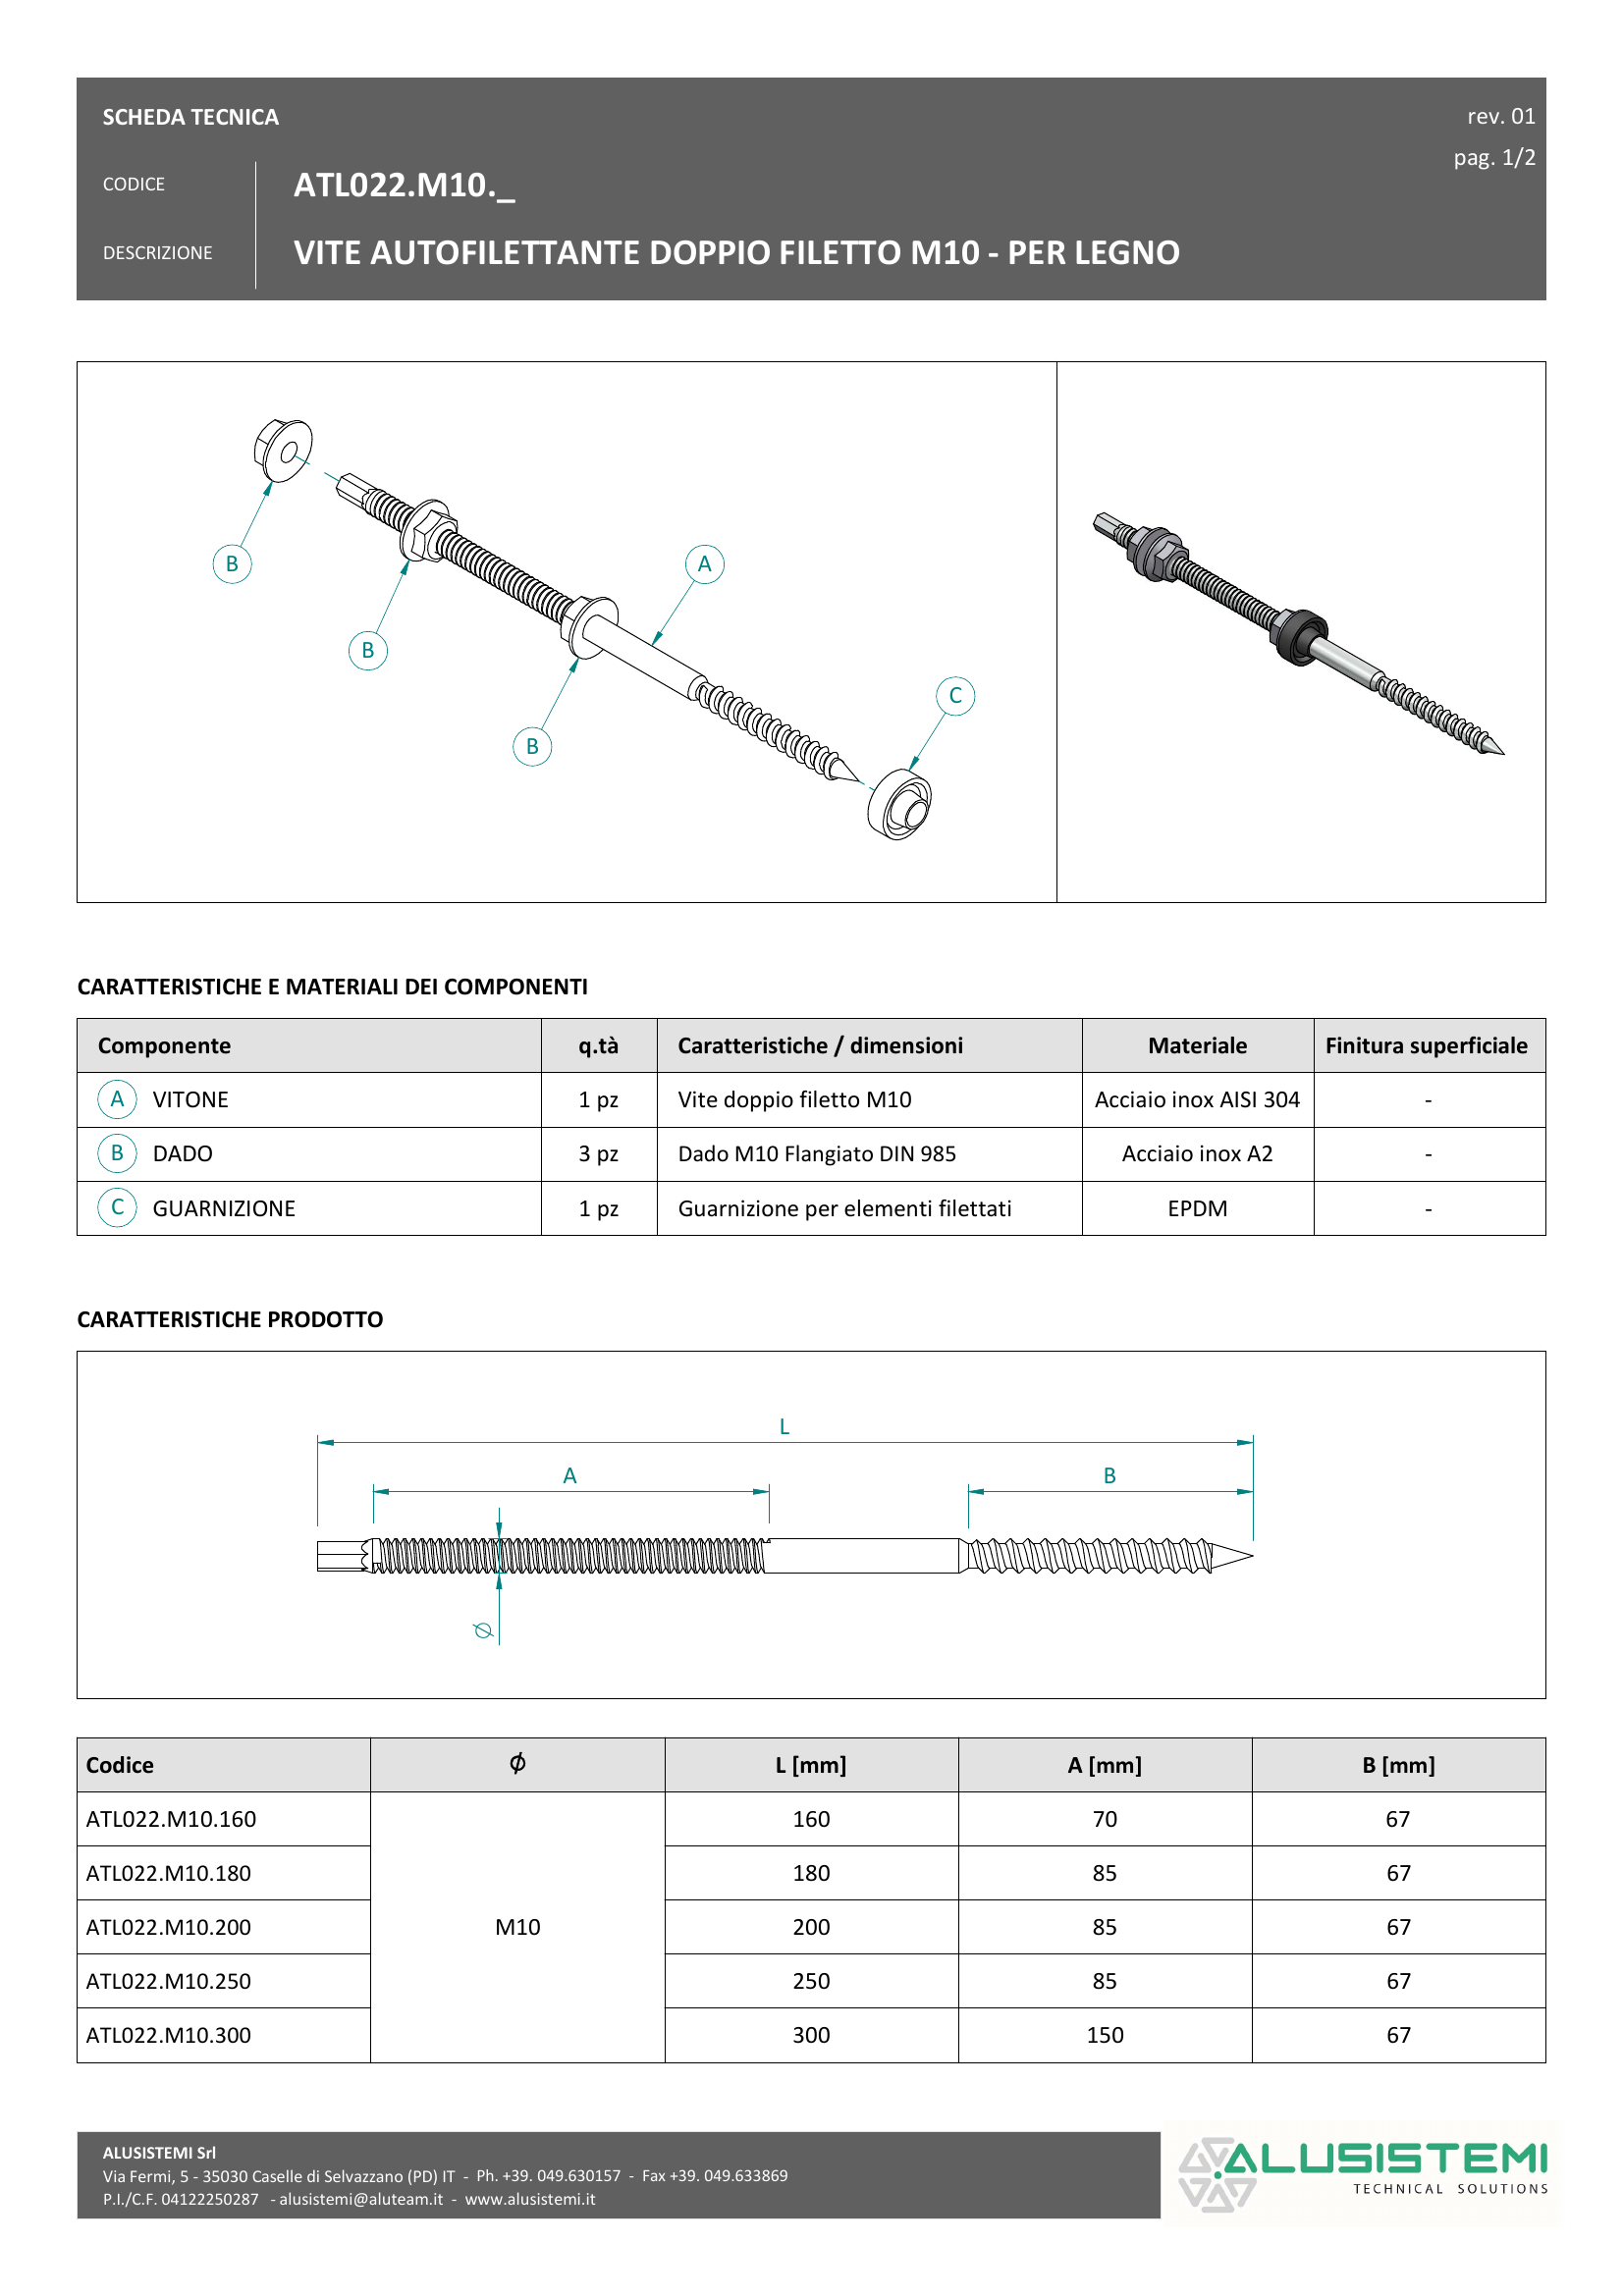 SCHEDA TECNICA
rev. 01
pag. 1/2
CODICE
ATL022.M10._
DESCRIZIONE
VITE AUTOFILETTANTE DOPPIO FILETTO M10 - PER LEGNO
B
B
B
A
C
CARATTERISTICHE E MATERIALI DEI COMPONENTI
Componente q.tà Caratteristiche / dimensioni Materiale Finitura superficiale
A VITONE 1 pz Vite doppio filetto M10 Acciaio inox AISI 304 -
B DADO 3 pz Dado M10 Flangiato DIN 985 Acciaio inox A2 -
C GUARNIZIONE 1 pz Guarnizione per elementi filettati EPDM -
CARATTERISTICHE PRODOTTO
L
A B
Ø
Codice Ø L [mm] A [mm] B [mm]
ATL022.M10.160 160 70 67
ATL022.M10.180 180 85 67
ATL022.M10.200 M10 200 85 67
ATL022.M10.250 250 85 67
ATL022.M10.300 300 150 67
ALUSISTEMI Srl
Via Fermi, 5 - 35030 Caselle di Selvazzano (PD) IT - Ph. +39. 049.630157 - Fax +39. 049.633869
P.I./C.F. 04122250287 - alusistemi@aluteam.it - www.alusistemi.it
ALUSISTEMI
TECHNICAL SOLUTIONS